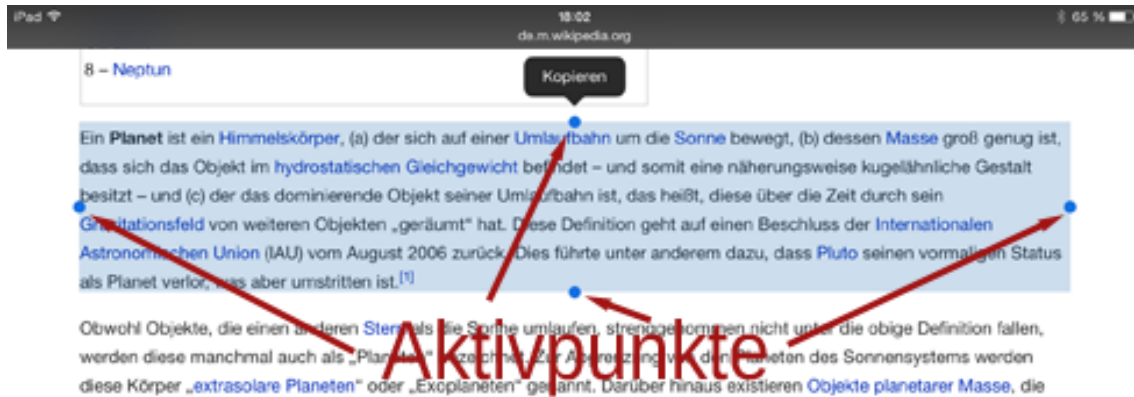 iPad 18:02 65 %
de.m.wikipedia.org
8 – Neptun
Kopieren
Ein Planet ist ein Himmelskörper, (a) der sich auf einer Umlaufbahn um die Sonne bewegt, (b) dessen Masse groß genug ist,
dass sich das Objekt im hydrostatischen Gleichgewicht befindet – und somit eine näherungsweise kugelähnliche Gestalt
besitzt – und (c) der das dominierende Objekt seiner Umlaufbahn ist, das heißt, diese über die Zeit durch sein
Gravitationsfeld von weiteren Objekten „geräumt“ hat. Diese Definition geht auf einen Beschluss der Internationalen
Astronomischen Union (IAU) vom August 2006 zurück. Dies führte unter anderem dazu, dass Pluto seinen vormaligen Status
als Planet verlor, was aber umstritten ist.[1]
Obwohl Objekte, die einen anderen Stern als die Sonne umlaufen, strenggenommen nicht unter die obige Definition fallen,
werden diese manchmal auch als „Planeten“ bezeichnet. Zur Abgrenzung von den Planeten des Sonnensystems werden
diese Körper „extrasolare Planeten“ oder „Exoplaneten“ genannt. Darüber hinaus existieren Objekte planetarer Masse, die
Aktivpunkte